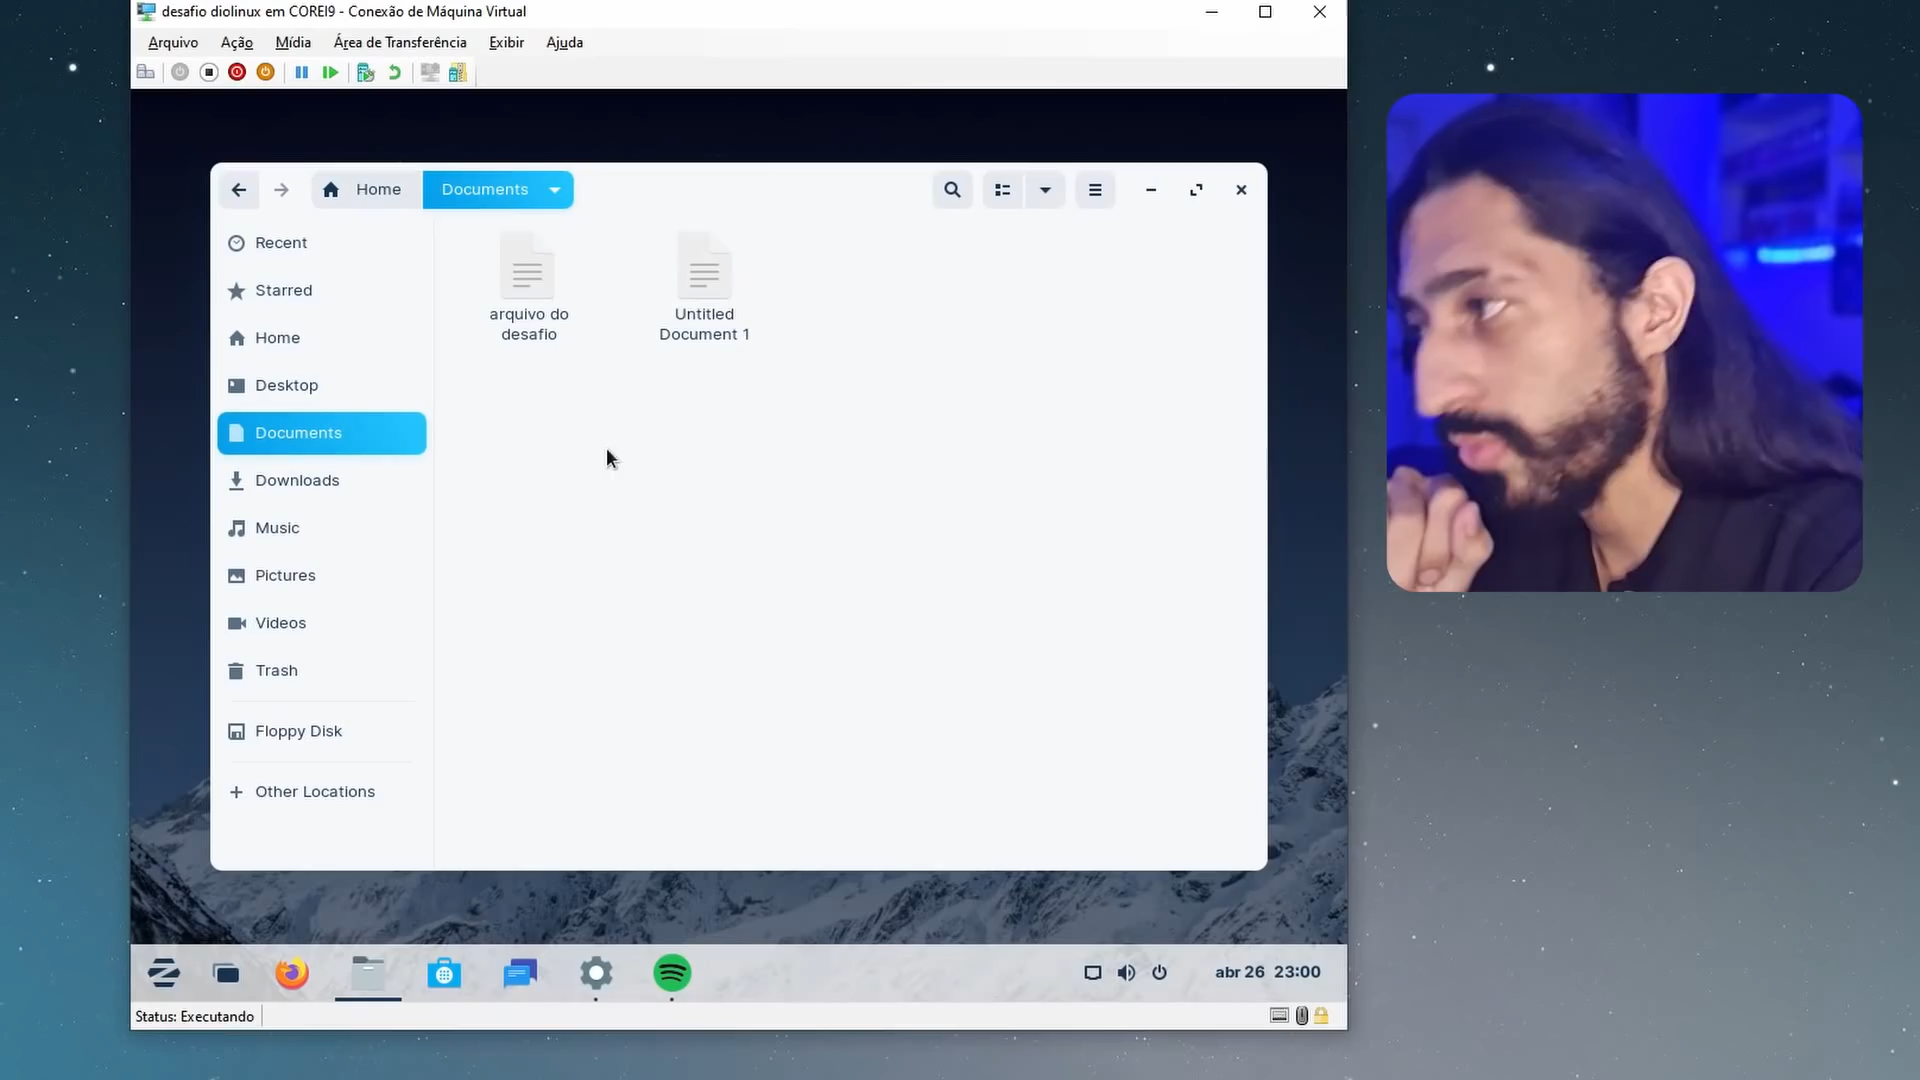 desafio diolinux em COREI9 - Conexão de Máquina Virtual
Arquivo Ação Mídia Área de Transferência Exibir Ajuda
Home Documents
Recent
Starred
Home
Desktop
Documents
Downloads
Music
Pictures
Videos
Trash
Floppy Disk
Other Locations
arquivo do
desafio
Untitled
Document 1
abr 26 23:00
Status: Executando